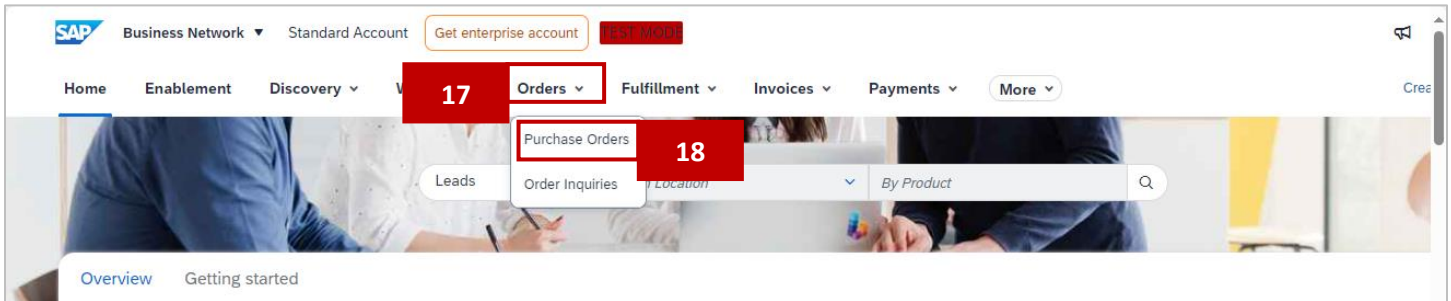 SAP Business Network Standard Account Get enterprise account TEST MODE
Home Enablement Discovery 17 Orders Fulfillment Invoices Payments More
Purchase Orders 18
Leads Location By Product
Order Inquiries
Overview Getting started